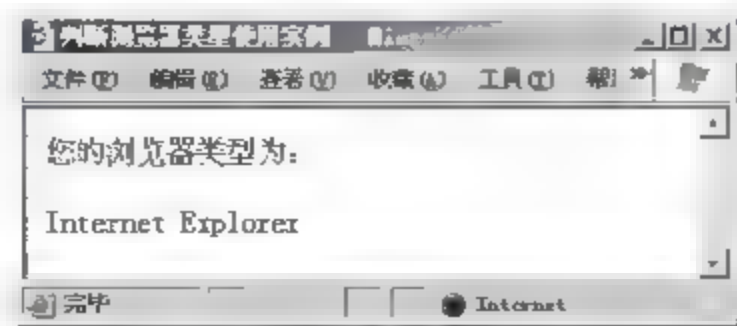 判断浏览器类型使用实例
文件(F) 编辑(E) 查看(V) 收藏(A) 工具(T) 帮 »
您的浏览器类型为：
Internet Explorer
完毕 Internet